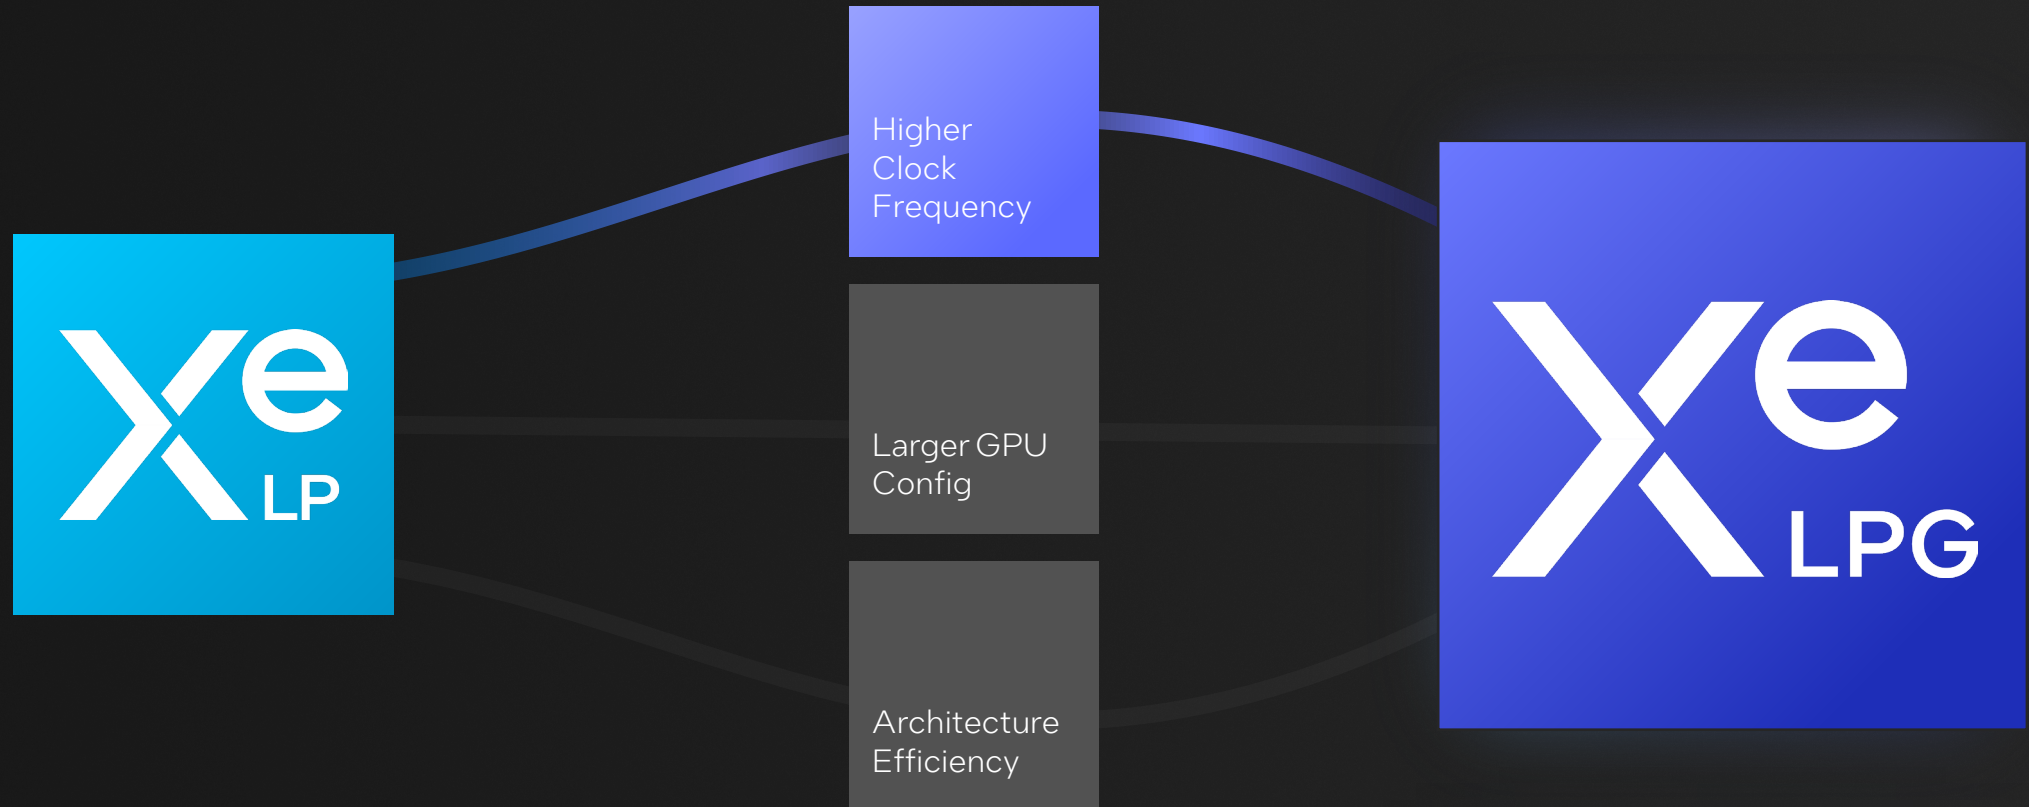 Higher
Clock
Frequency
Xe
LP
Larger GPU
Config
Xe
LPG
Architecture
Efficiency